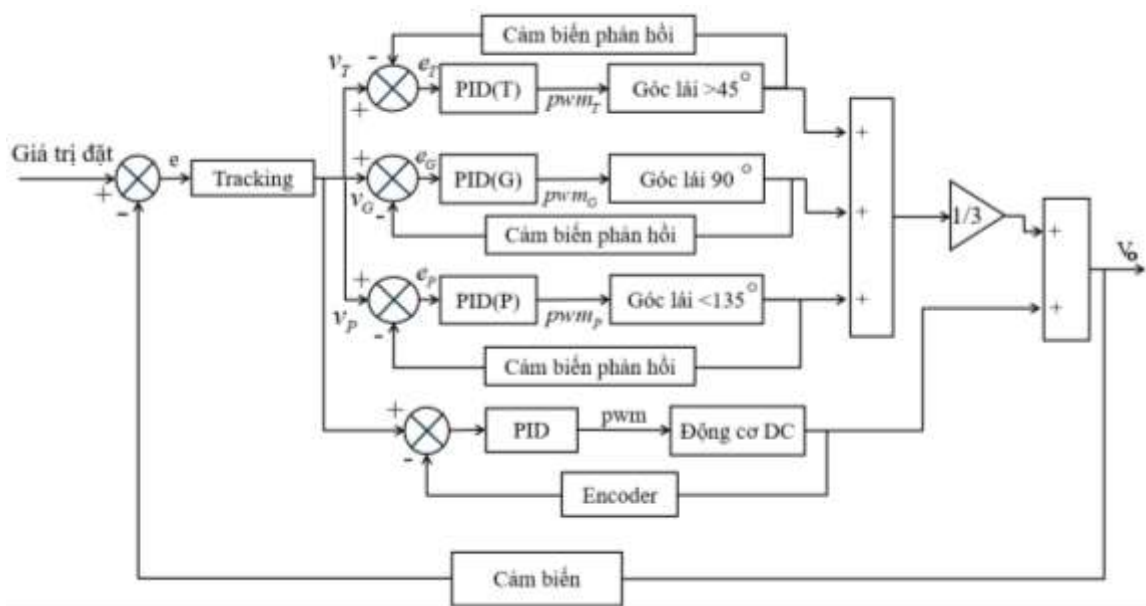 Cảm biến phản hồi
v_T
-
e_T
+
PID(T)
pwm_T
Góc lái >45°
+
Giá trị đặt
+
-
e
Tracking
+
v_G
-
e_G
PID(G)
pwm_G
Góc lái 90°
Cảm biến phản hồi
+
1/3
+
V₀
+
v_P
-
e_P
PID(P)
pwm_P
Góc lái <135°
Cảm biến phản hồi
+
+
+
-
PID
pwm
Động cơ DC
Encoder
+
Cảm biến